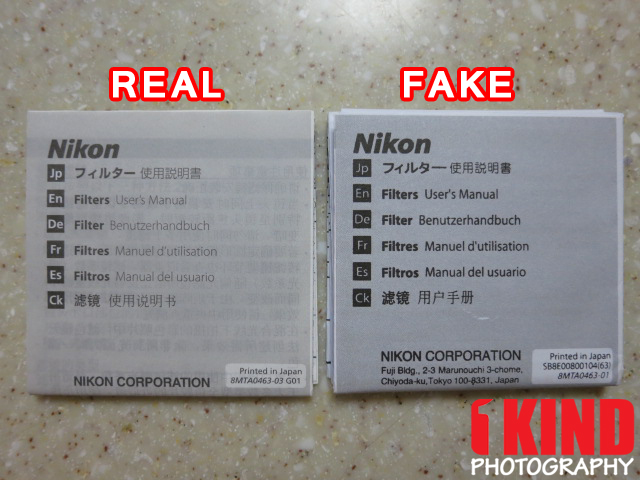 REAL
Nikon
Jp フィルター 使用説明書
En Filters User's Manual
De Filter Benutzerhandbuch
Fr Filtres Manuel d'utilisation
Es Filtros Manual del usuario
Ck 滤镜 使用说明书
NIKON CORPORATION
Printed in Japan
8MTA0463-03 G01
FAKE
Nikon
Jp フィルター 使用説明書
En Filters User's Manual
De Filter Benutzerhandbuch
Fr Filtres Manuel d'utilisation
Es Filtros Manual del usuario
Ck 滤镜 用户手册
NIKON CORPORATION
Fuji Bldg., 2-3 Marunouchi 3-chome,
Chiyoda-ku, Tokyo 100-8331, Japan
Printed in Japan
SB8E00800104(63)
8MTA0463-01
1KIND
PHOTOGRAPHY